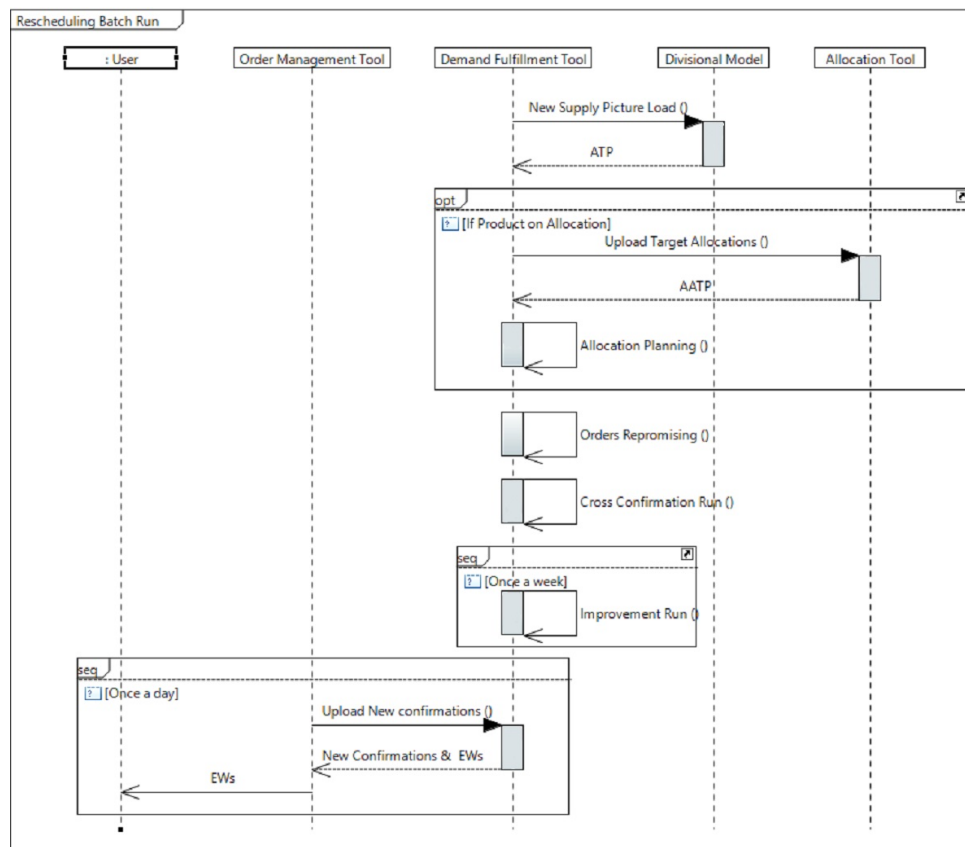 Rescheduling Batch Run
: User
Order Management Tool
Demand Fulfillment Tool
Divisional Model
Allocation Tool
New Supply Picture Load ()
ATP
opt
? [If Product on Allocation]
Upload Target Allocations ()
AATP
Allocation Planning ()
Orders Repromising ()
Cross Confirmation Run ()
seq
? [Once a week]
Improvement Run ()
seq
? [Once a day]
Upload New confirmations ()
New Confirmations & EWs
EWs